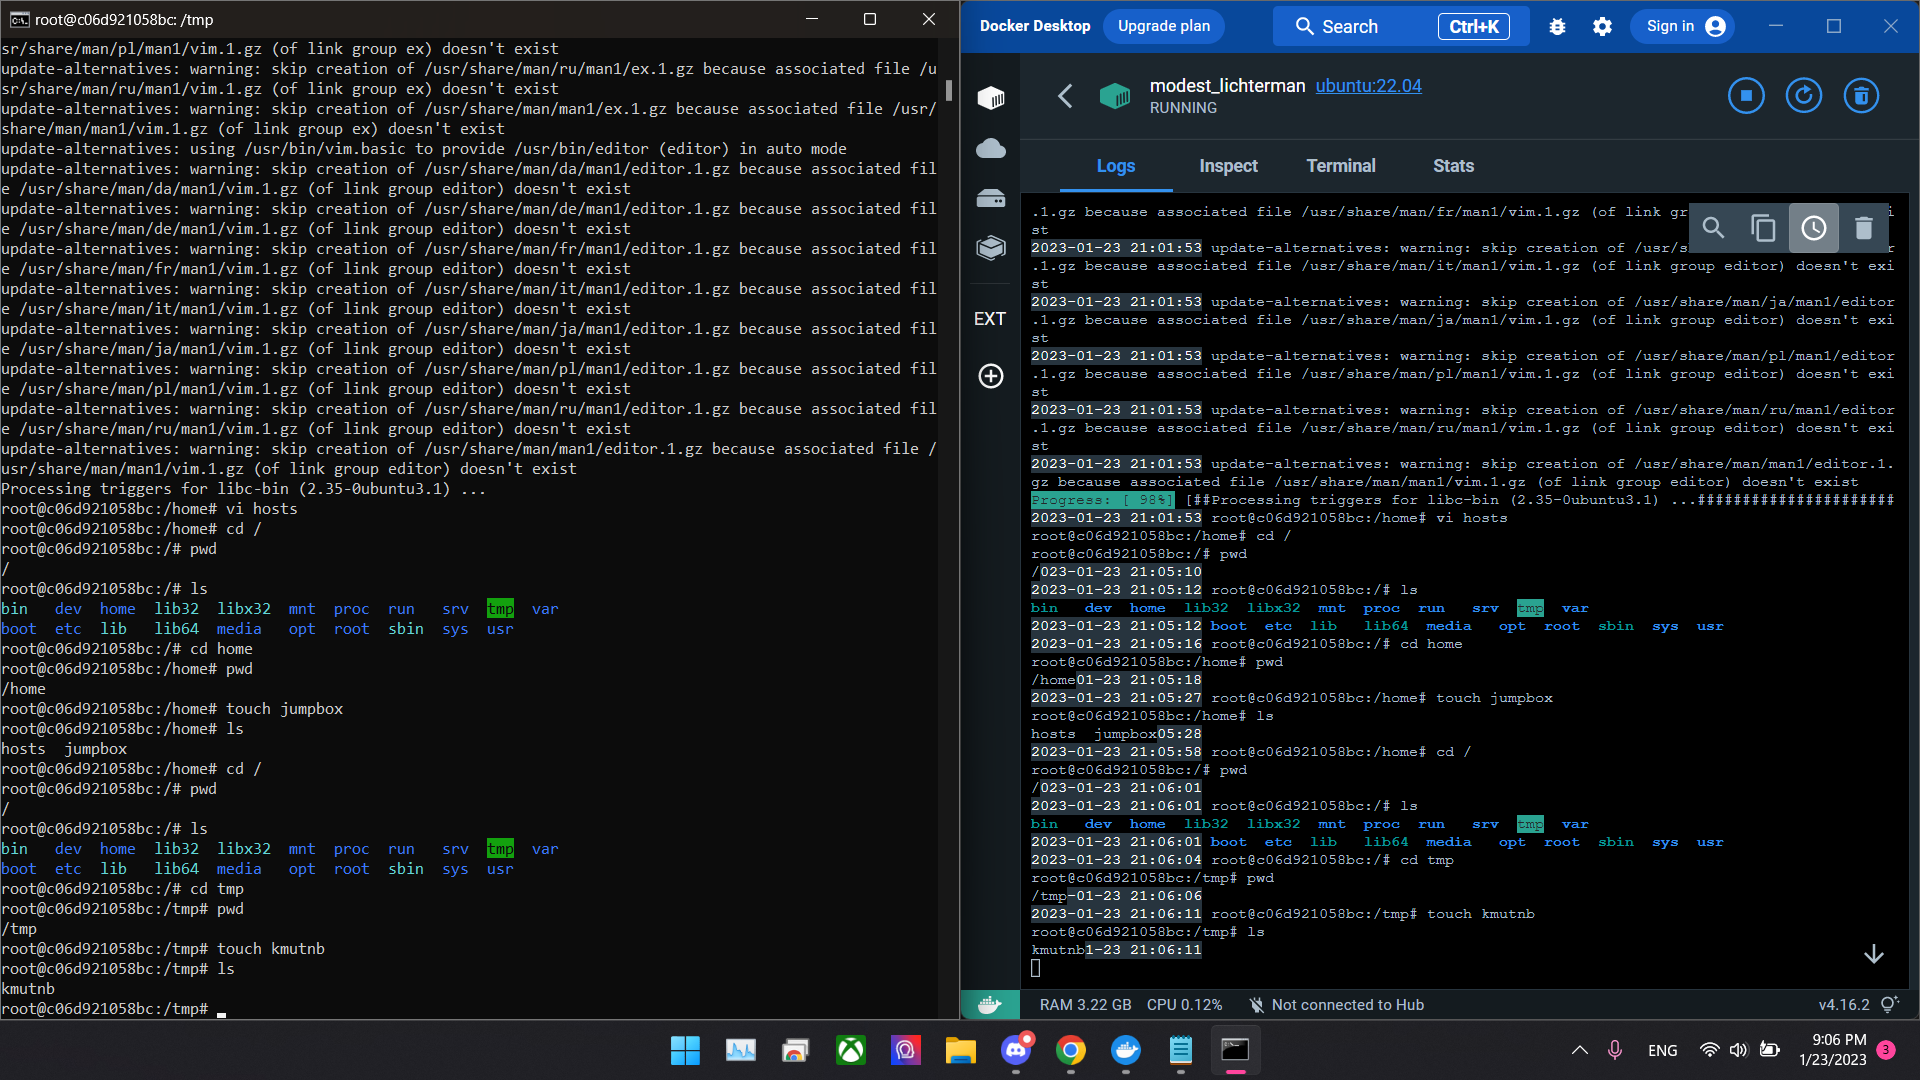 root@c06d921058bc: /tmp
sr/share/man/pl/man1/vim.1.gz (of link group ex) doesn't exist
update-alternatives: warning: skip creation of /usr/share/man/ru/man1/ex.1.gz because associated file /u
sr/share/man/ru/man1/vim.1.gz (of link group ex) doesn't exist
update-alternatives: warning: skip creation of /usr/share/man/man1/ex.1.gz because associated file /usr/
share/man/man1/vim.1.gz (of link group ex) doesn't exist
update-alternatives: using /usr/bin/vim.basic to provide /usr/bin/editor (editor) in auto mode
update-alternatives: warning: skip creation of /usr/share/man/da/man1/editor.1.gz because associated fil
e /usr/share/man/da/man1/vim.1.gz (of link group editor) doesn't exist
update-alternatives: warning: skip creation of /usr/share/man/de/man1/editor.1.gz because associated fil
e /usr/share/man/de/man1/vim.1.gz (of link group editor) doesn't exist
update-alternatives: warning: skip creation of /usr/share/man/fr/man1/editor.1.gz because associated fil
e /usr/share/man/fr/man1/vim.1.gz (of link group editor) doesn't exist
update-alternatives: warning: skip creation of /usr/share/man/it/man1/editor.1.gz because associated fil
e /usr/share/man/it/man1/vim.1.gz (of link group editor) doesn't exist
update-alternatives: warning: skip creation of /usr/share/man/ja/man1/editor.1.gz because associated fil
e /usr/share/man/ja/man1/vim.1.gz (of link group editor) doesn't exist
update-alternatives: warning: skip creation of /usr/share/man/pl/man1/editor.1.gz because associated fil
e /usr/share/man/pl/man1/vim.1.gz (of link group editor) doesn't exist
update-alternatives: warning: skip creation of /usr/share/man/ru/man1/editor.1.gz because associated fil
e /usr/share/man/ru/man1/vim.1.gz (of link group editor) doesn't exist
update-alternatives: warning: skip creation of /usr/share/man/man1/editor.1.gz because associated file /
usr/share/man/man1/vim.1.gz (of link group editor) doesn't exist
Processing triggers for libc-bin (2.35-0ubuntu3.1) ...
root@c06d921058bc:/home# vi hosts
root@c06d921058bc:/home# cd /
root@c06d921058bc:/# pwd
/
root@c06d921058bc:/# ls
bin dev home lib32 libx32 mnt proc run srv tmp var
boot etc lib lib64 media opt root sbin sys usr
root@c06d921058bc:/# cd home
root@c06d921058bc:/home# pwd
/home
root@c06d921058bc:/home# touch jumpbox
root@c06d921058bc:/home# ls
hosts jumpbox
root@c06d921058bc:/home# cd /
root@c06d921058bc:/# pwd
/
root@c06d921058bc:/# ls
bin dev home lib32 libx32 mnt proc run srv tmp var
boot etc lib lib64 media opt root sbin sys usr
root@c06d921058bc:/# cd tmp
root@c06d921058bc:/tmp# pwd
/tmp
root@c06d921058bc:/tmp# touch kmutnb
root@c06d921058bc:/tmp# ls
kmutnb
root@c06d921058bc:/tmp#
Docker Desktop Upgrade plan Search Ctrl+K Sign in
modest_lichterman ubuntu:22.04
RUNNING
Logs Inspect Terminal Stats
EXT
.1.gz because associated file /usr/share/man/fr/man1/vim.1.gz (of link gr i
st
2023-01-23 21:01:53 update-alternatives: warning: skip creation of /usr/s r
.1.gz because associated file /usr/share/man/it/man1/vim.1.gz (of link group editor) doesn't exi
st
2023-01-23 21:01:53 update-alternatives: warning: skip creation of /usr/share/man/ja/man1/editor
.1.gz because associated file /usr/share/man/ja/man1/vim.1.gz (of link group editor) doesn't exi
st
2023-01-23 21:01:53 update-alternatives: warning: skip creation of /usr/share/man/pl/man1/editor
.1.gz because associated file /usr/share/man/pl/man1/vim.1.gz (of link group editor) doesn't exi
st
2023-01-23 21:01:53 update-alternatives: warning: skip creation of /usr/share/man/ru/man1/editor
.1.gz because associated file /usr/share/man/ru/man1/vim.1.gz (of link group editor) doesn't exi
st
2023-01-23 21:01:53 update-alternatives: warning: skip creation of /usr/share/man/man1/editor.1.
gz because associated file /usr/share/man/man1/vim.1.gz (of link group editor) doesn't exist
Progress: [ 98%] [##Processing triggers for libc-bin (2.35-0ubuntu3.1) ...######################
2023-01-23 21:01:53 root@c06d921058bc:/home# vi hosts
root@c06d921058bc:/home# cd /
root@c06d921058bc:/# pwd
/023-01-23 21:05:10
2023-01-23 21:05:12 root@c06d921058bc:/# ls
bin dev home lib32 libx32 mnt proc run srv tmp var
2023-01-23 21:05:12 boot etc lib lib64 media opt root sbin sys usr
2023-01-23 21:05:16 root@c06d921058bc:/# cd home
root@c06d921058bc:/home# pwd
/home01-23 21:05:18
2023-01-23 21:05:27 root@c06d921058bc:/home# touch jumpbox
root@c06d921058bc:/home# ls
hosts jumpbox05:28
2023-01-23 21:05:58 root@c06d921058bc:/home# cd /
root@c06d921058bc:/# pwd
/023-01-23 21:06:01
2023-01-23 21:06:01 root@c06d921058bc:/# ls
bin dev home lib32 libx32 mnt proc run srv tmp var
2023-01-23 21:06:01 boot etc lib lib64 media opt root sbin sys usr
2023-01-23 21:06:04 root@c06d921058bc:/# cd tmp
root@c06d921058bc:/tmp# pwd
/tmp-01-23 21:06:06
2023-01-23 21:06:11 root@c06d921058bc:/tmp# touch kmutnb
root@c06d921058bc:/tmp# ls
kmutnb1-23 21:06:11
RAM 3.22 GB CPU 0.12% Not connected to Hub v4.16.2
ENG 9:06 PM
1/23/2023 3